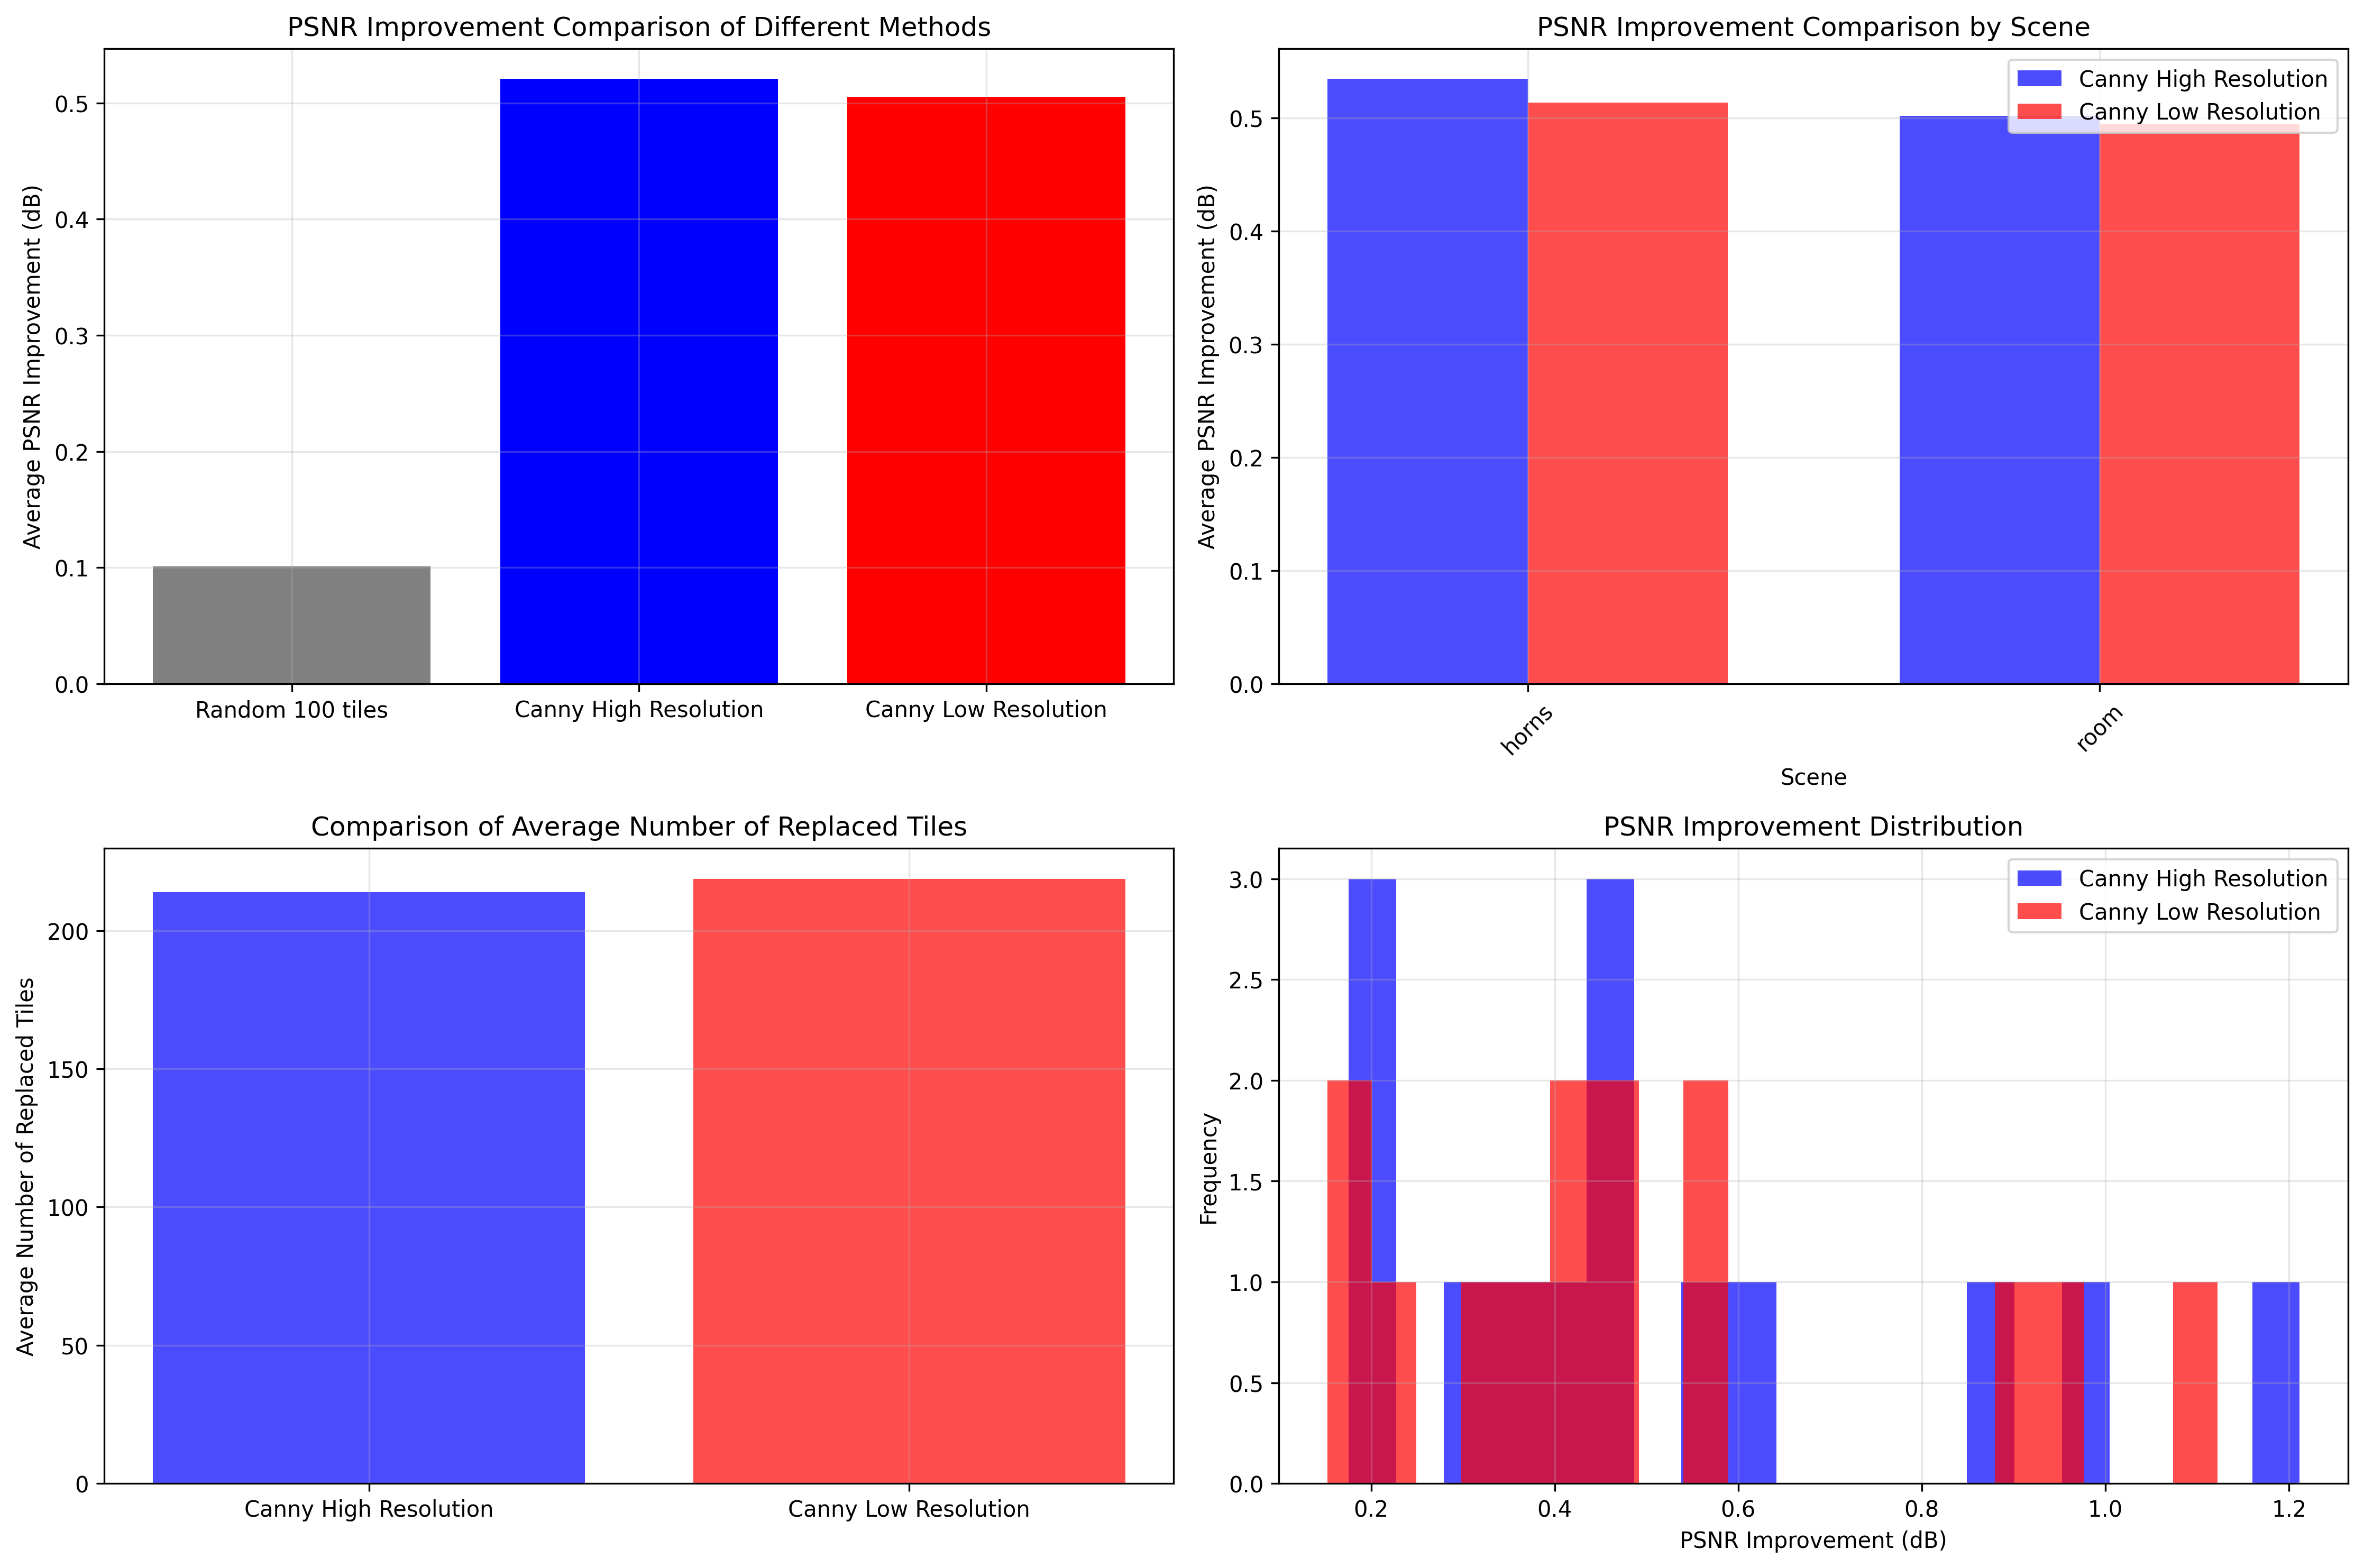 PSNR Improvement Comparison of Different Methods
Average PSNR Improvement (dB)
0.5
0.4
0.3
0.2
0.1
0.0
Random 100 tiles
Canny High Resolution
Canny Low Resolution
PSNR Improvement Comparison by Scene
Average PSNR Improvement (dB)
0.5
0.4
0.3
0.2
0.1
0.0
Canny High Resolution
Canny Low Resolution
horns
room
Scene
Comparison of Average Number of Replaced Tiles
Average Number of Replaced Tiles
200
150
100
50
0
Canny High Resolution
Canny Low Resolution
PSNR Improvement Distribution
Frequency
3.0
2.5
2.0
1.5
1.0
0.5
0.0
Canny High Resolution
Canny Low Resolution
0.2
0.4
0.6
0.8
1.0
1.2
PSNR Improvement (dB)